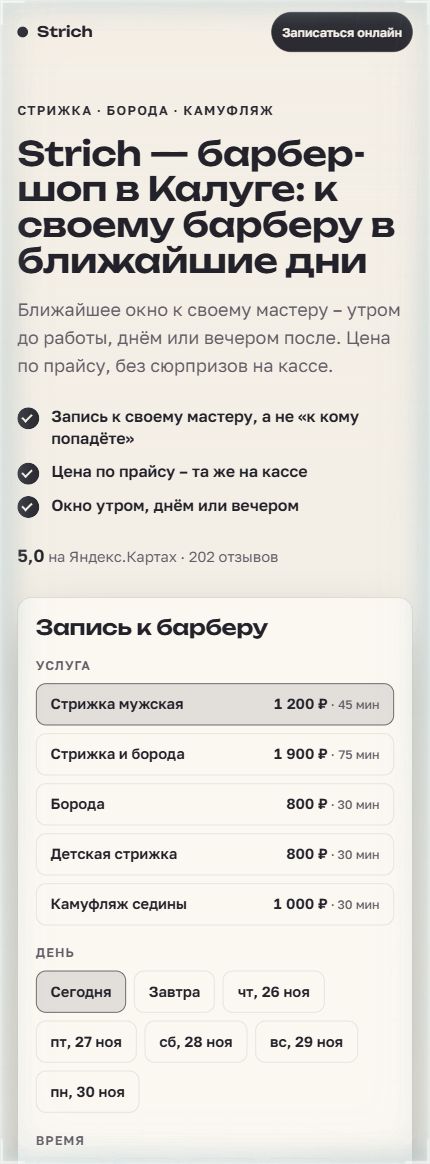 Strich
Записаться онлайн
СТРИЖКА · БОРОДА · КАМУФЛЯЖ
Strich — барбер-
шоп в Калуге: к
своему барберу в
ближайшие дни
Ближайшее окно к своему мастеру – утром
до работы, днём или вечером после. Цена
по прайсу, без сюрпризов на кассе.
Запись к своему мастеру, а не «к кому
попадёте»
Цена по прайсу – та же на кассе
Окно утром, днём или вечером
5,0 на Яндекс.Картах · 202 отзывов
Запись к барберу
УСЛУГА
Стрижка мужская 1 200 ₽ · 45 мин
Стрижка и борода 1 900 ₽ · 75 мин
Борода 800 ₽ · 30 мин
Детская стрижка 800 ₽ · 30 мин
Камуфляж седины 1 000 ₽ · 30 мин
ДЕНЬ
Сегодня Завтра чт, 26 ноя
пт, 27 ноя сб, 28 ноя вс, 29 ноя
пн, 30 ноя
ВРЕМЯ